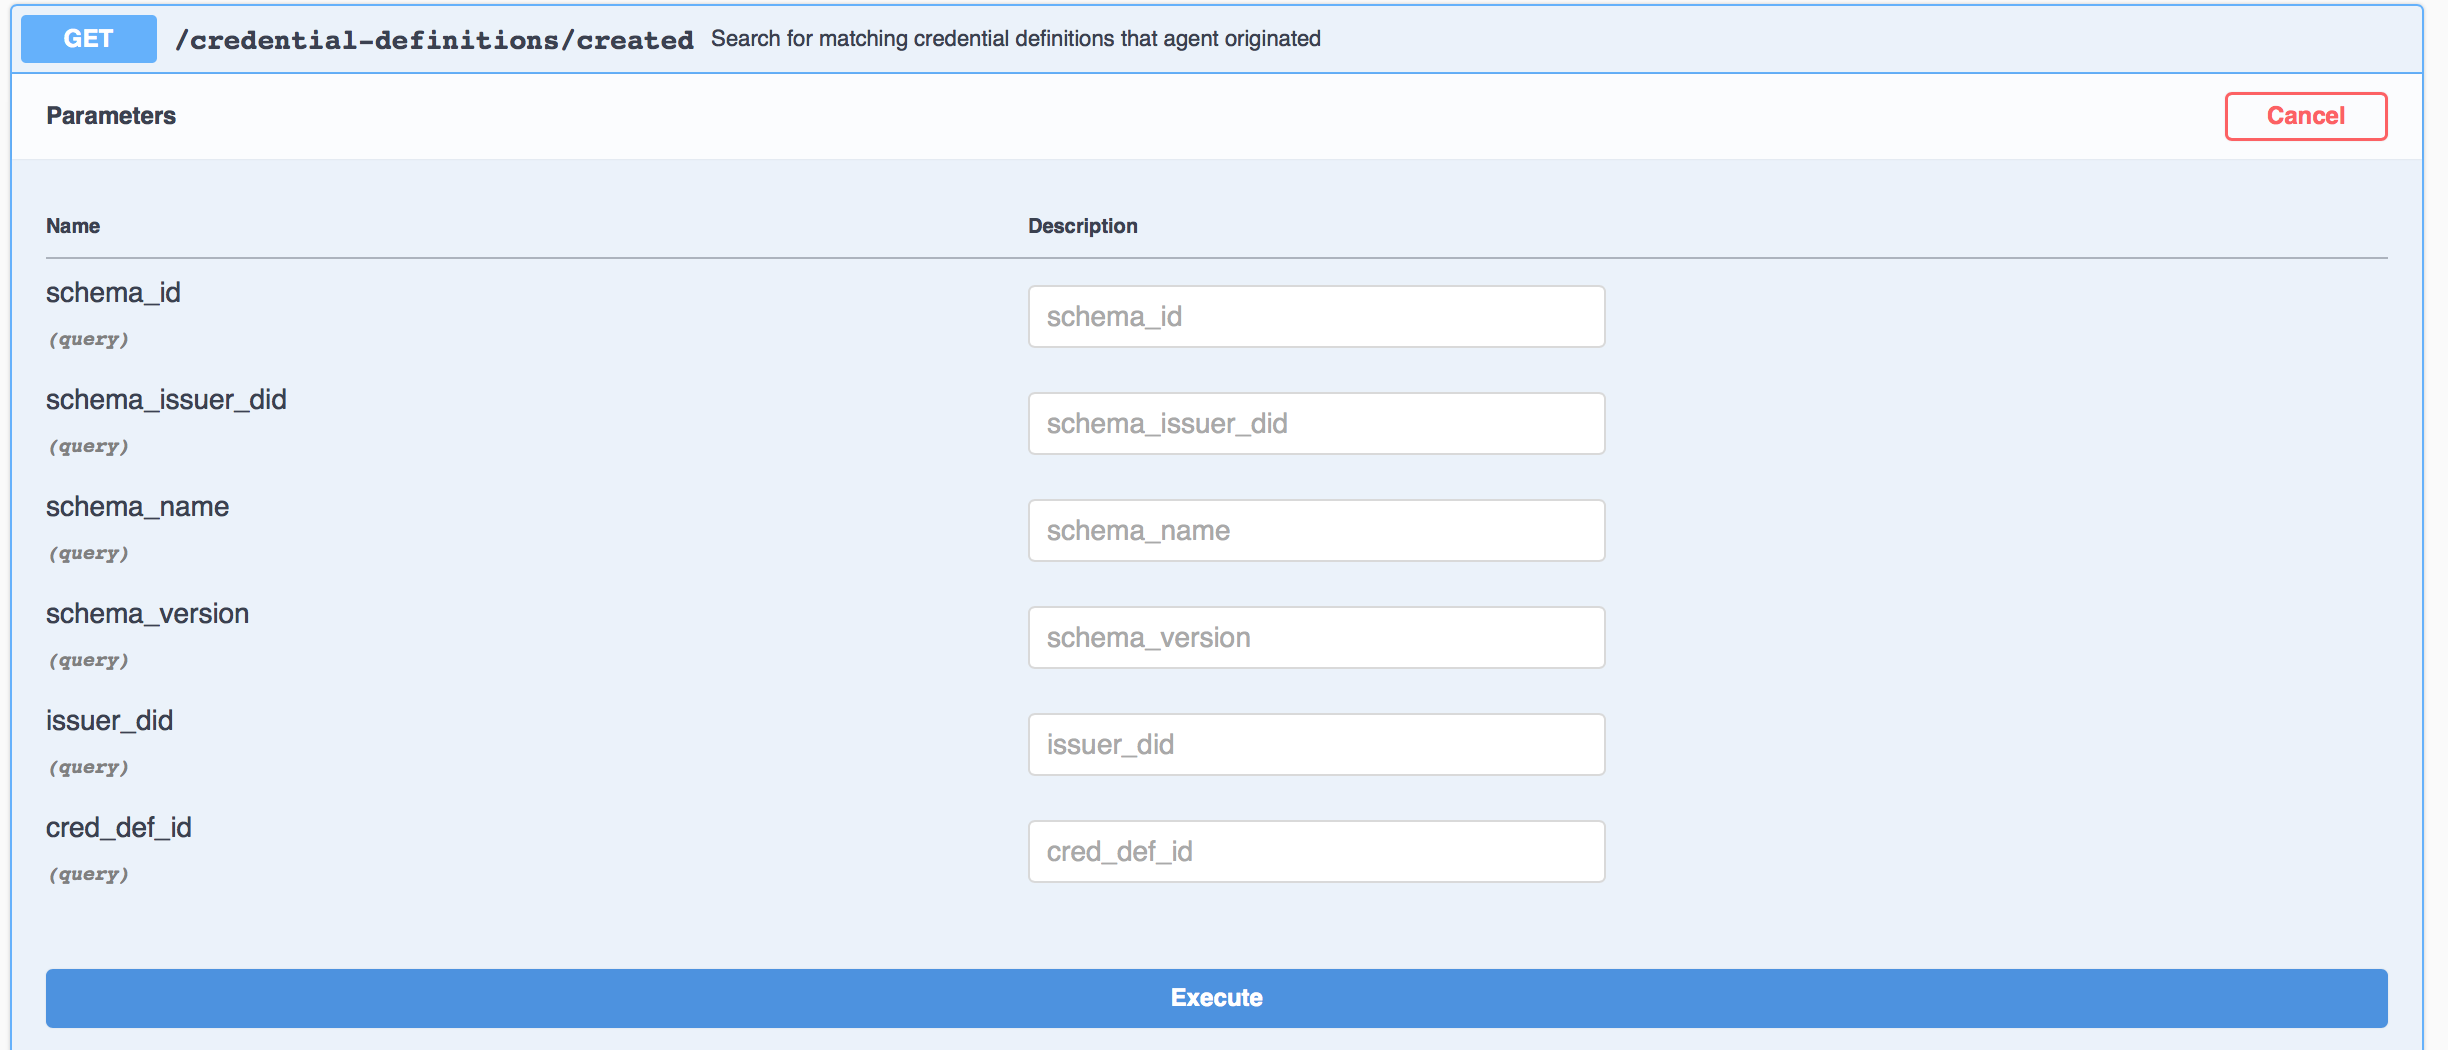 GET /credential-definitions/created Search for matching credential definitions that agent originated
Parameters Cancel
Name Description
schema_id
(query)
schema_id
schema_issuer_did
(query)
schema_issuer_did
schema_name
(query)
schema_name
schema_version
(query)
schema_version
issuer_did
(query)
issuer_did
cred_def_id
(query)
cred_def_id
Execute